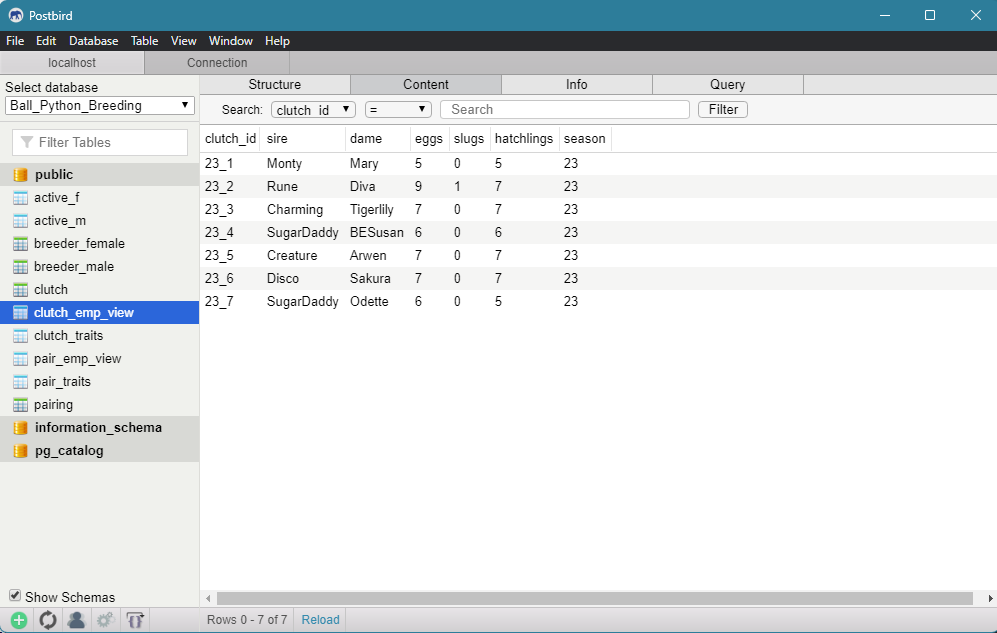 Postbird
File Edit Database Table View Window Help
localhost Connection
Select database
Ball_Python_Breeding
Filter Tables
public
active_f
active_m
breeder_female
breeder_male
clutch
clutch_emp_view
clutch_traits
pair_emp_view
pair_traits
pairing
information_schema
pg_catalog
Show Schemas
Structure Content Info Query
Search: clutch_id = Search Filter
clutch_id sire dame eggs slugs hatchlings season
23_1 Monty Mary 5 0 5 23
23_2 Rune Diva 9 1 7 23
23_3 Charming Tigerlily 7 0 7 23
23_4 SugarDaddy BESusan 6 0 6 23
23_5 Creature Arwen 7 0 7 23
23_6 Disco Sakura 7 0 7 23
23_7 SugarDaddy Odette 6 0 5 23
Rows 0 - 7 of 7 Reload